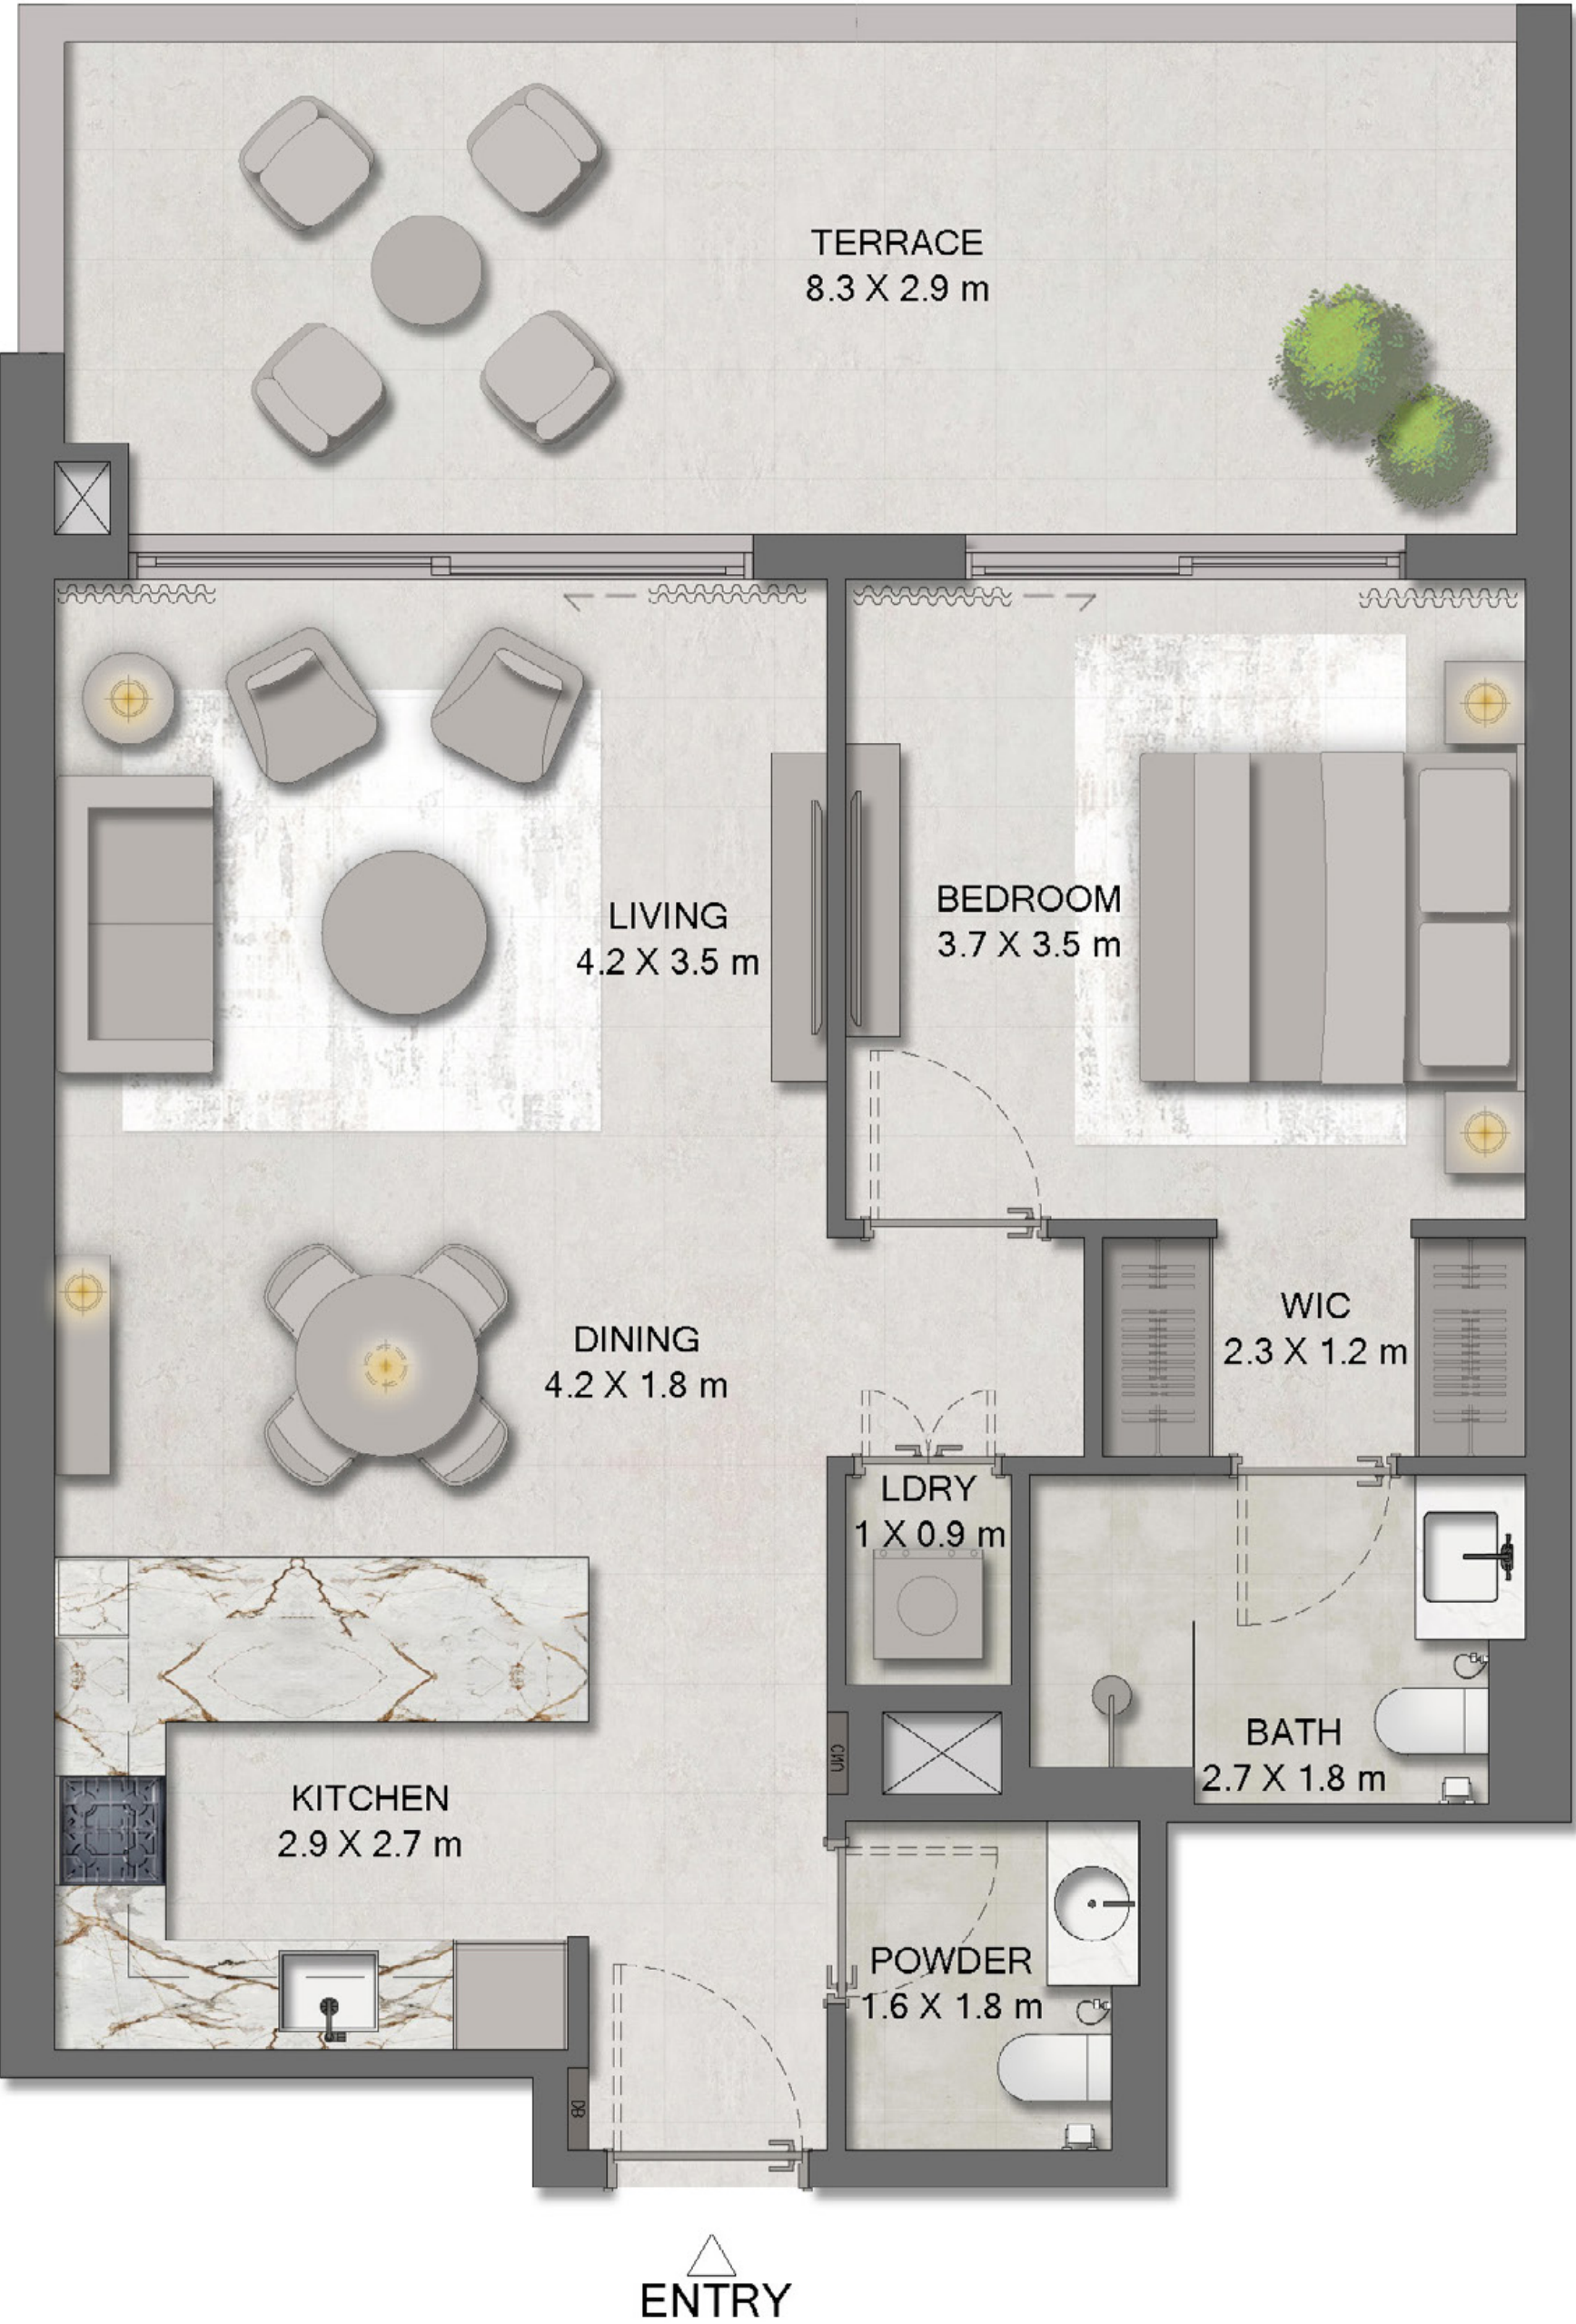 TERRACE
8.3 X 2.9 m
LIVING
4.2 X 3.5 m
BEDROOM
3.7 X 3.5 m
WIC
2.3 X 1.2 m
DINING
4.2 X 1.8 m
LDRY
1 X 0.9 m
BATH
2.7 X 1.8 m
KITCHEN
2.9 X 2.7 m
POWDER
1.6 X 1.8 m
DB
ENTRY